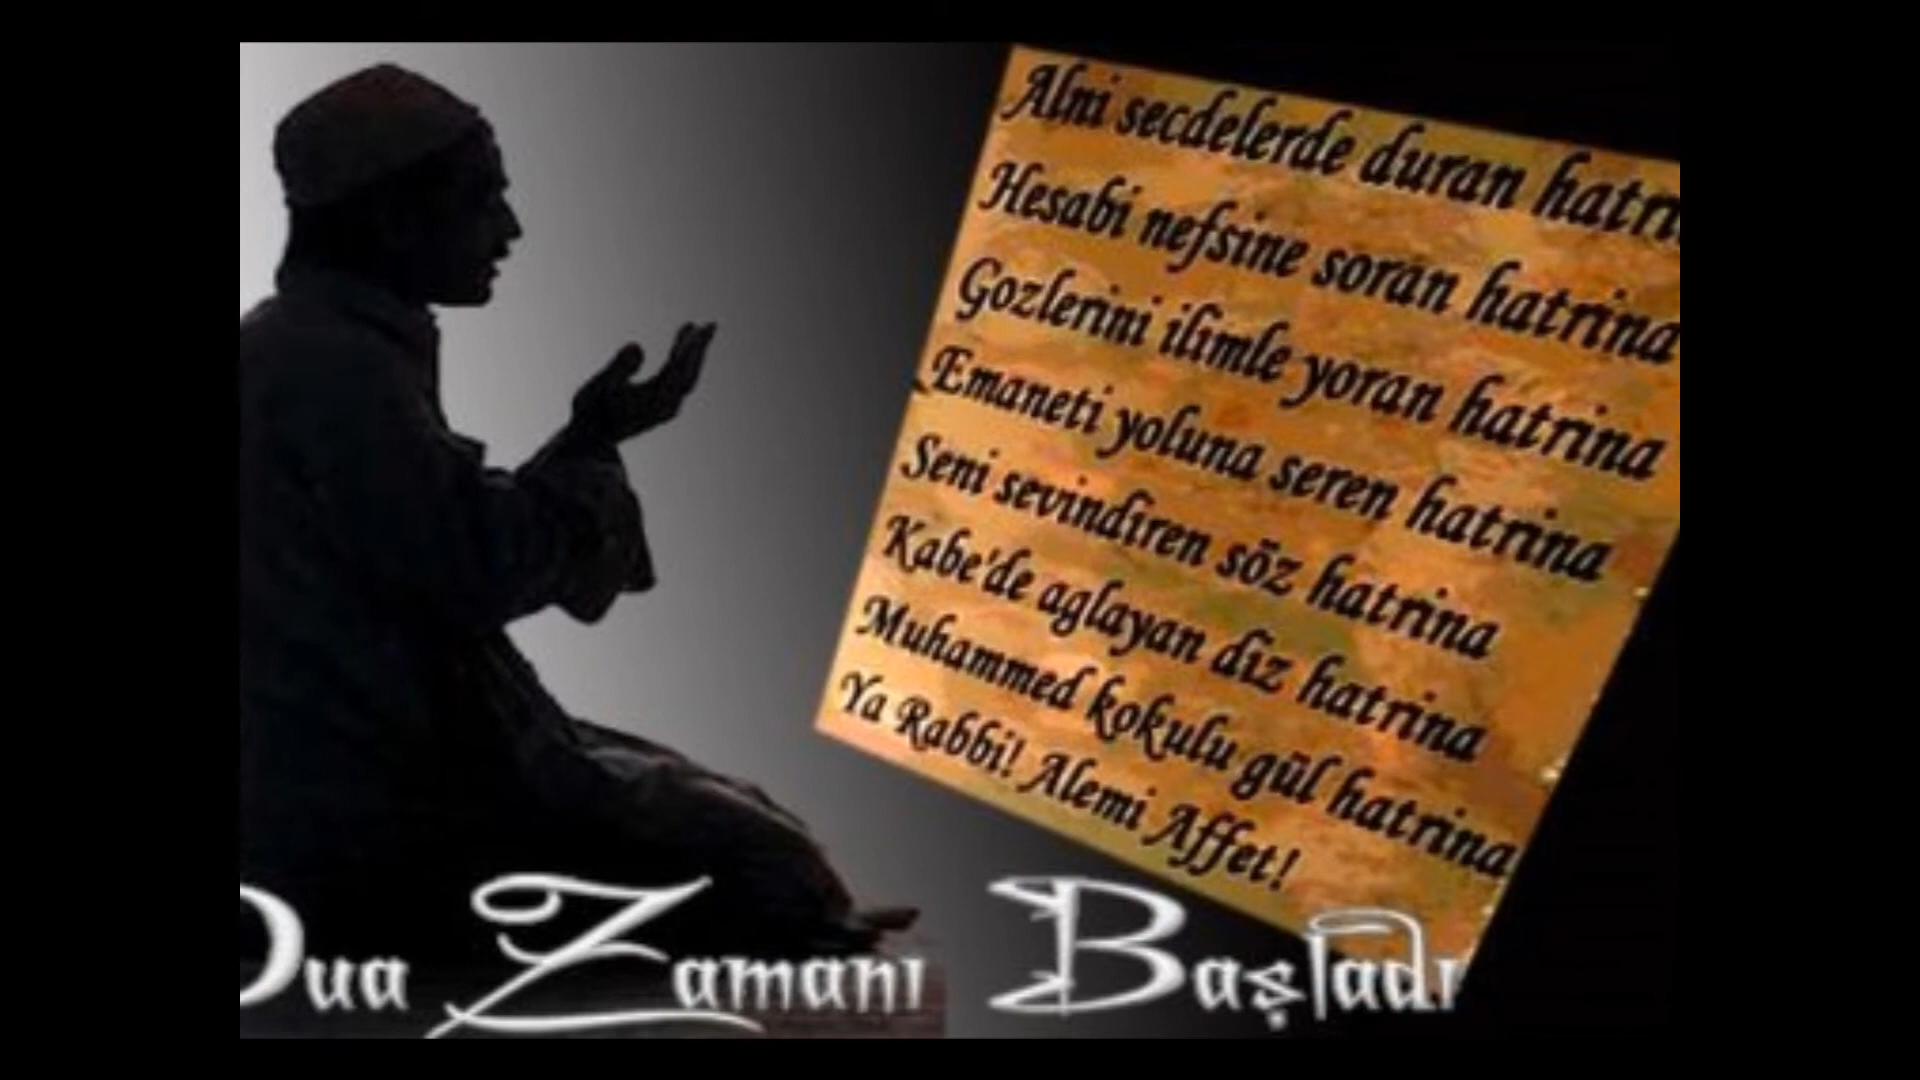 Alni secdelerde duran hatri
Hesabi nefsine soran hatrina
Gozlerini ilimle yoran hatrina
Emaneti yoluna seren hatrina
Seni sevindiren söz hatrina
Kabe'de aglayan diz hatrina
Muhammed kokulu gül hatrina
Ya Rabbi! Alemi Affet!
Dua Zamanı Başladı